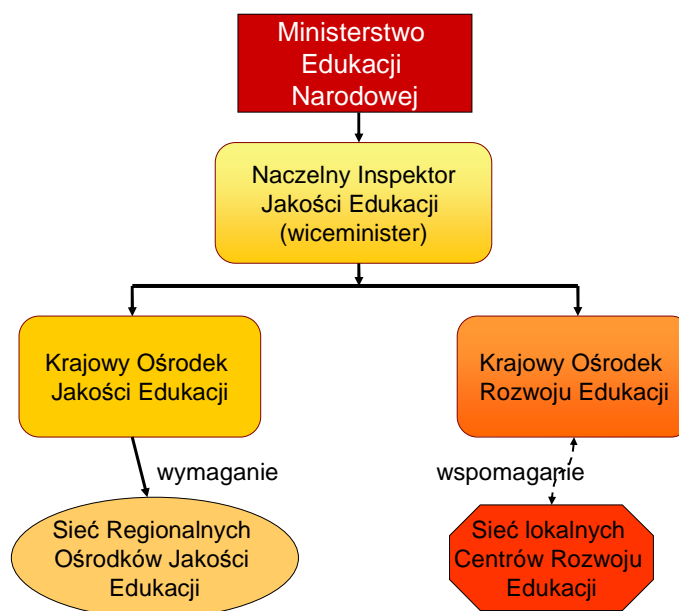 Ministerstwo
Edukacji
Narodowej
Naczelny Inspektor
Jakości Edukacji
(wiceminister)
Krajowy Ośrodek
Jakości Edukacji
Krajowy Ośrodek
Rozwoju Edukacji
wymaganie
wspomaganie
Sieć Regionalnych
Ośrodków Jakości
Edukacji
Sieć lokalnych
Centrów Rozwoju
Edukacji